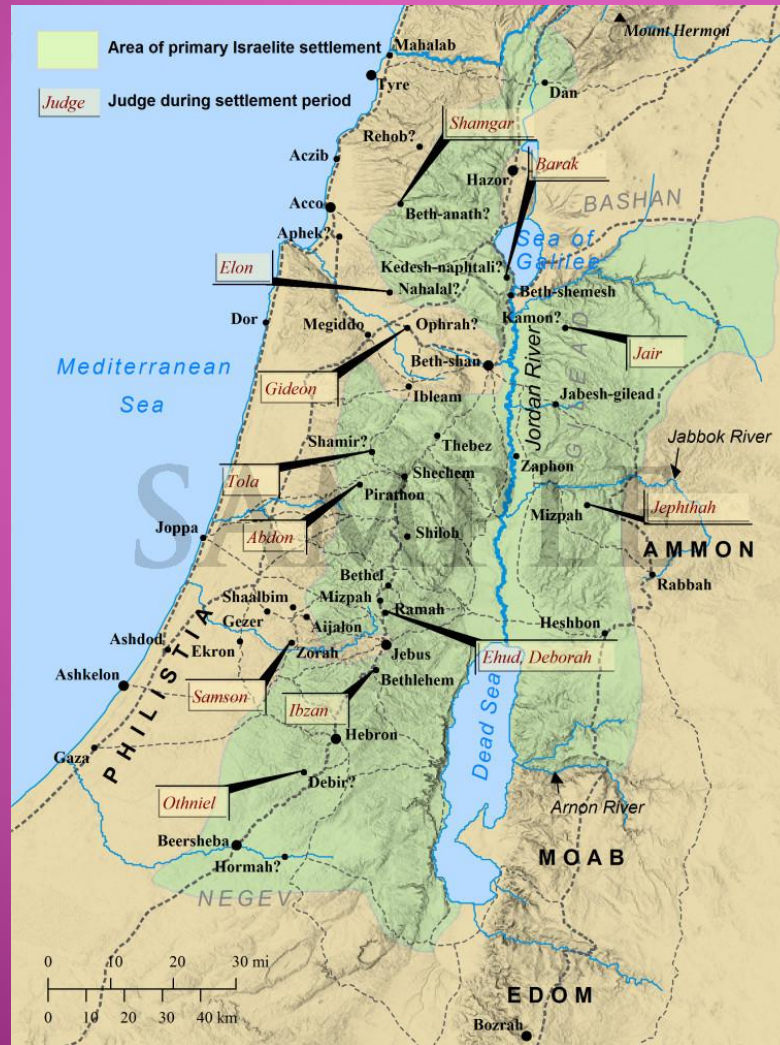 Area of primary Israelite settlement
Judge
Judge during settlement period
Mount Hermon
Mahalab
Tyre
Dan
Shamgar
Rehob?
Barak
Aczib
Hazor
BASHAN
Acco
Beth-anath?
Aphek?
Sea of
Galilee
Elon
Kedesh-naphtali?
Nahalal?
Beth-shemesh
Dor
Megiddo
Ophrah?
Kamon?
Jair
Mediterranean
Sea
Beth-shan
Gideon
Ibleam
Jordan River
Jabesh-gilead
GILEAD
Shamir?
Thebez
Jabbok River
Tola
Shechem
Zaphon
SAMPLE
Pirathon
Mizpah
Jephthah
Joppa
Abdon
Shiloh
AMMON
Rabbah
Bethel
Shaalbim
Mizpah
Ramah
Gezer
Aijalon
Heshbon
Ashdod
Ekron
Zorah
Jebus
Ehud, Deborah
Ashkelon
Samson
Bethlehem
Ibzan
PHILISTIA
Hebron
Dead Sea
Gaza
Debir?
Othniel
Arnon River
Beersheba
Hormah?
MOAB
NEGEV
0 10 20 30 mi
0 10 20 30 40 km
EDOM
Bozrah